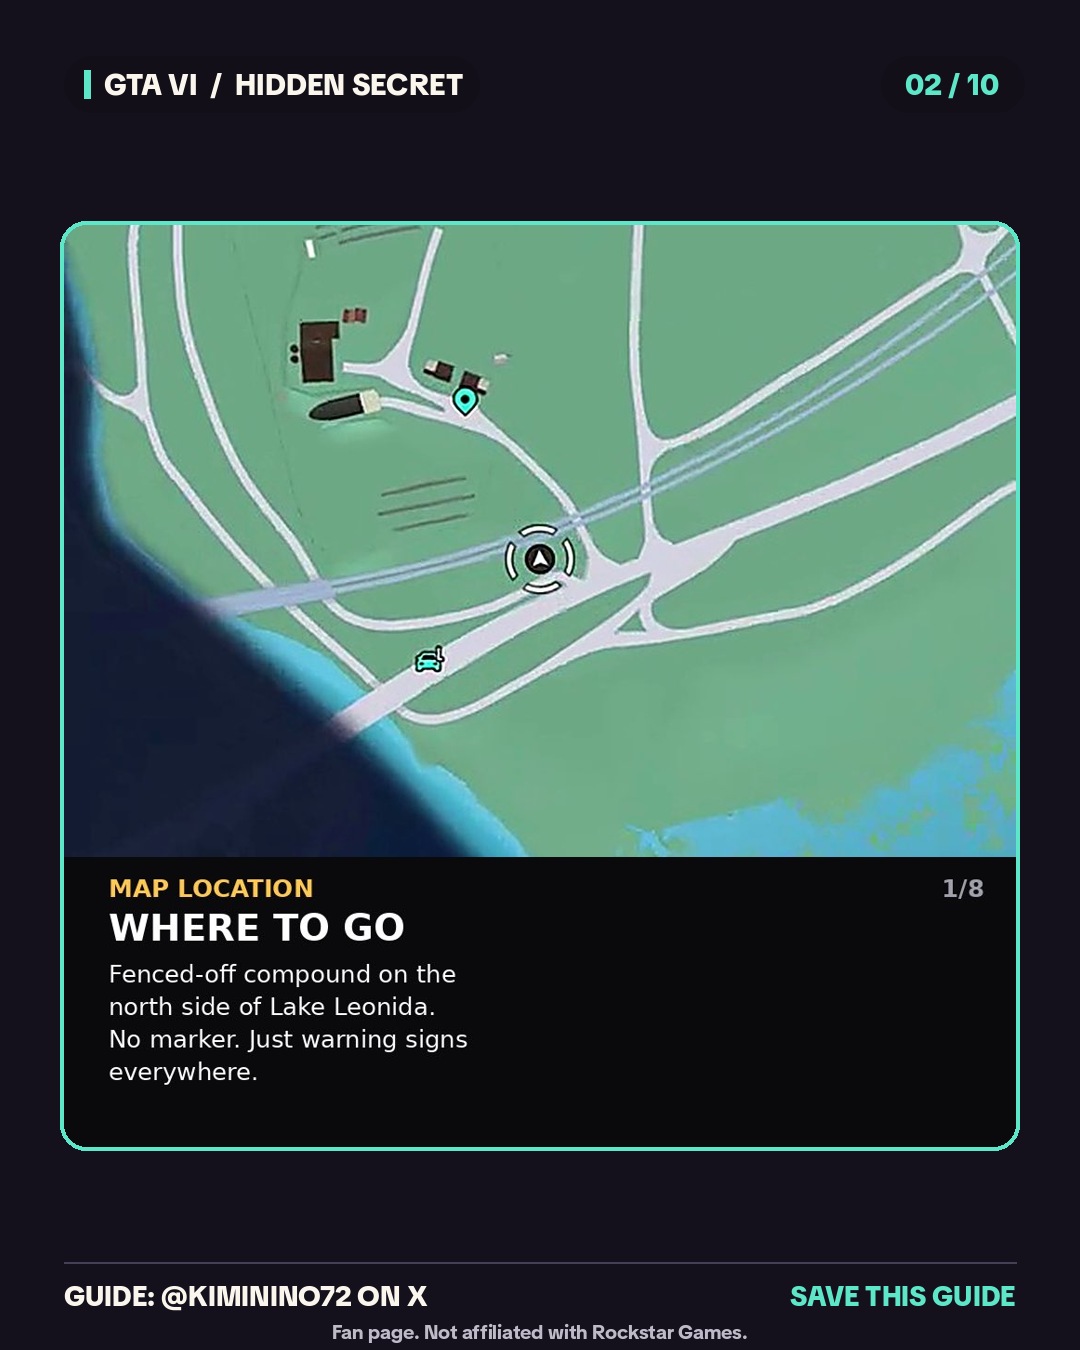 GTA VI / HIDDEN SECRET
02 / 10
MAP LOCATION
1/8
WHERE TO GO
Fenced-off compound on the
north side of Lake Leonida.
No marker. Just warning signs
everywhere.
GUIDE: @KIMININO72 ON X
SAVE THIS GUIDE
Fan page. Not affiliated with Rockstar Games.